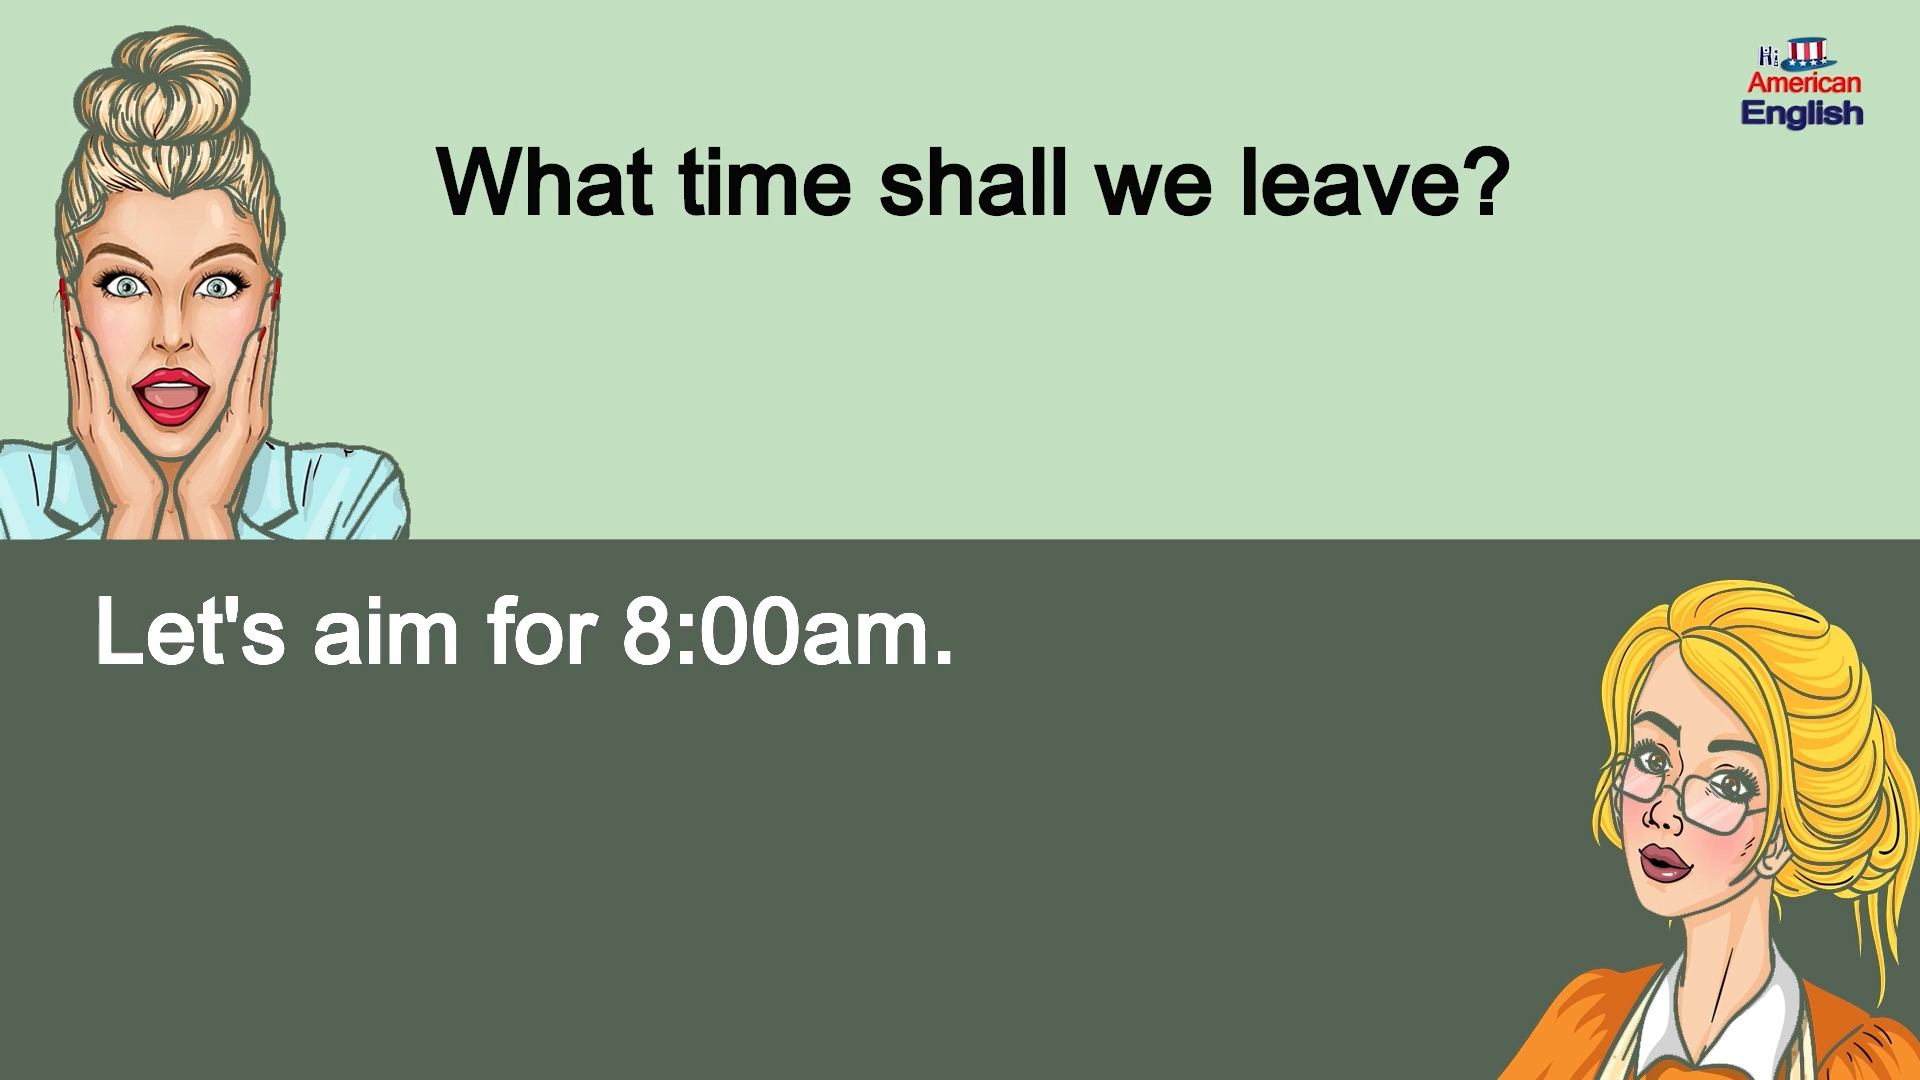 Hi
American
English
What time shall we leave?
Let's aim for 8:00am.